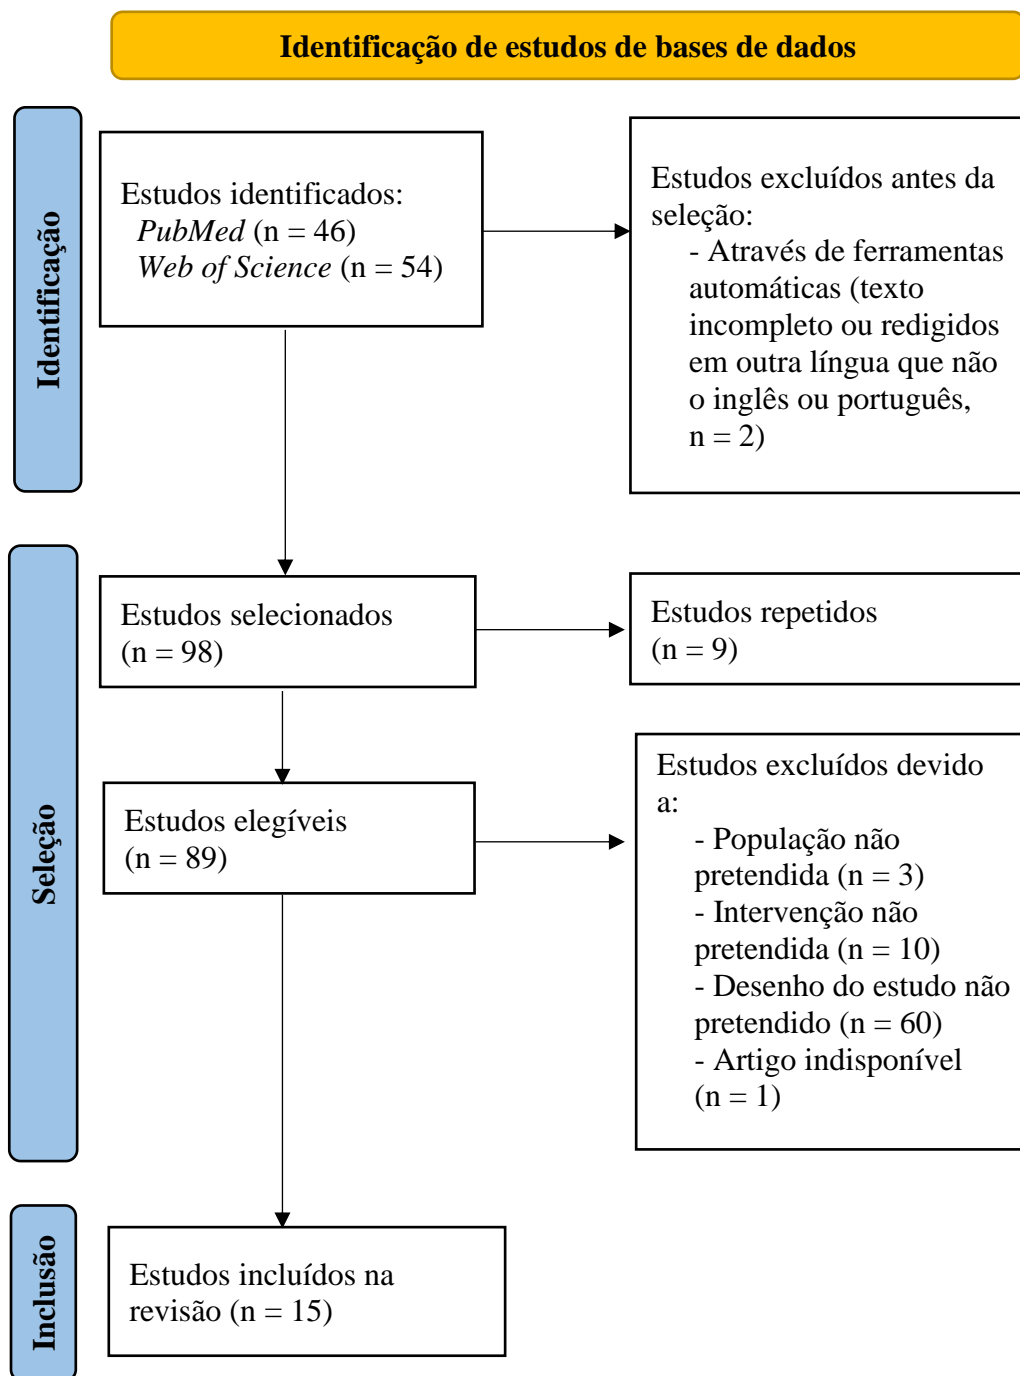 Identificação de estudos de bases de dados
Identificação
Estudos identificados:
PubMed (n = 46)
Web of Science (n = 54)
Estudos excluídos antes da
seleção:
- Através de ferramentas
automáticas (texto
incompleto ou redigidos
em outra língua que não
o inglês ou português,
n = 2)
Seleção
Estudos selecionados
(n = 98)
Estudos repetidos
(n = 9)
Estudos elegíveis
(n = 89)
Estudos excluídos devido
a:
- População não
pretendida (n = 3)
- Intervenção não
pretendida (n = 10)
- Desenho do estudo não
pretendido (n = 60)
- Artigo indisponível
(n = 1)
Inclusão
Estudos incluídos na
revisão (n = 15)